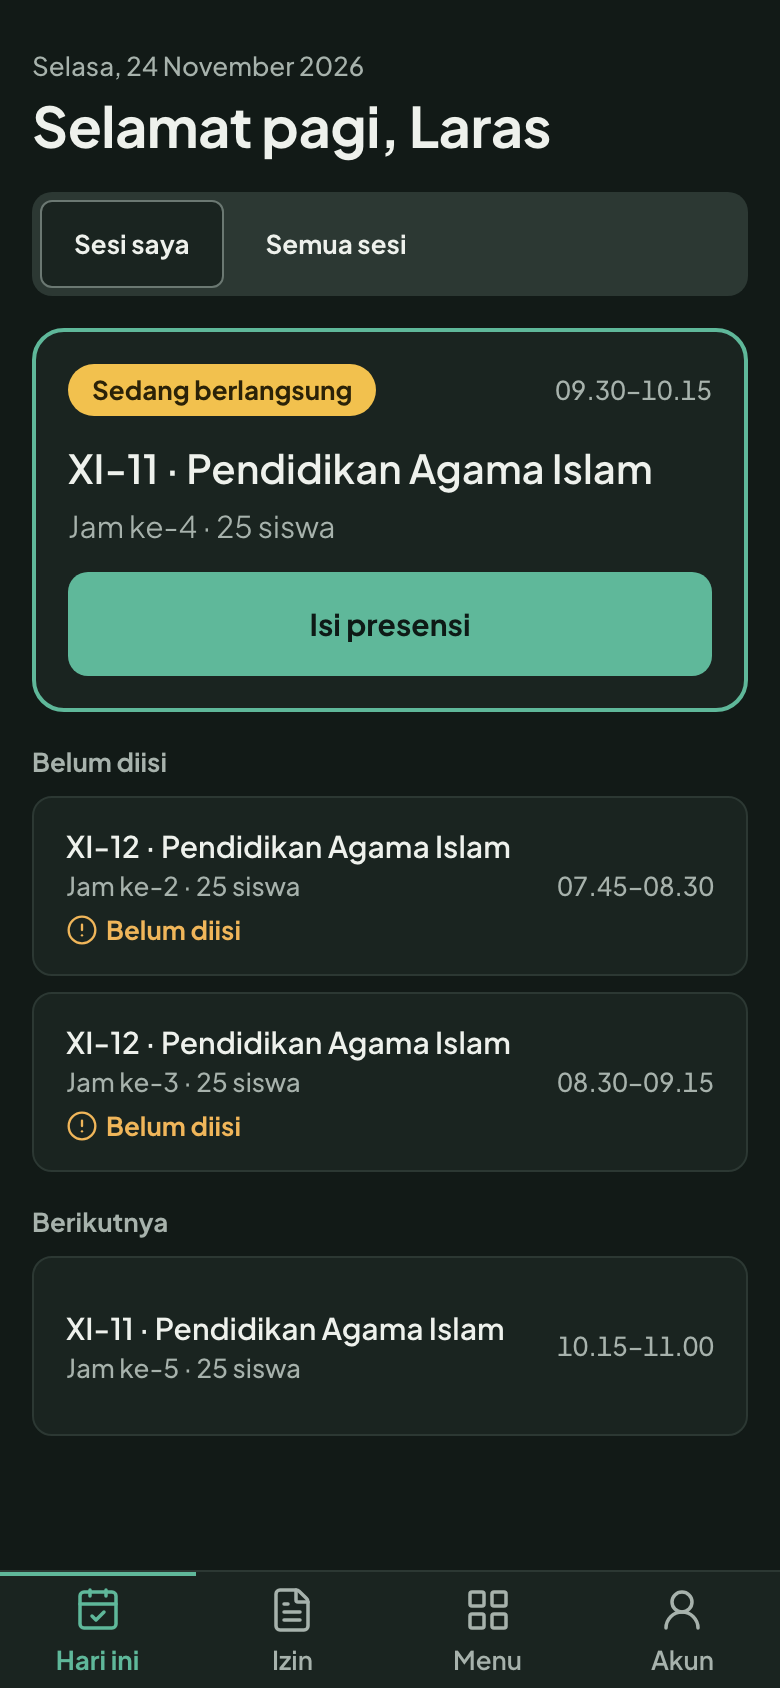 Selasa, 24 November 2026
Selamat pagi, Laras
Sesi saya
Semua sesi
Sedang berlangsung
09.30–10.15
XI-11 · Pendidikan Agama Islam
Jam ke-4 · 25 siswa
Isi presensi
Belum diisi
XI-12 · Pendidikan Agama Islam
Jam ke-2 · 25 siswa
07.45–08.30
Belum diisi
XI-12 · Pendidikan Agama Islam
Jam ke-3 · 25 siswa
08.30–09.15
Belum diisi
Berikutnya
XI-11 · Pendidikan Agama Islam
Jam ke-5 · 25 siswa
10.15–11.00
Hari ini
Izin
Menu
Akun